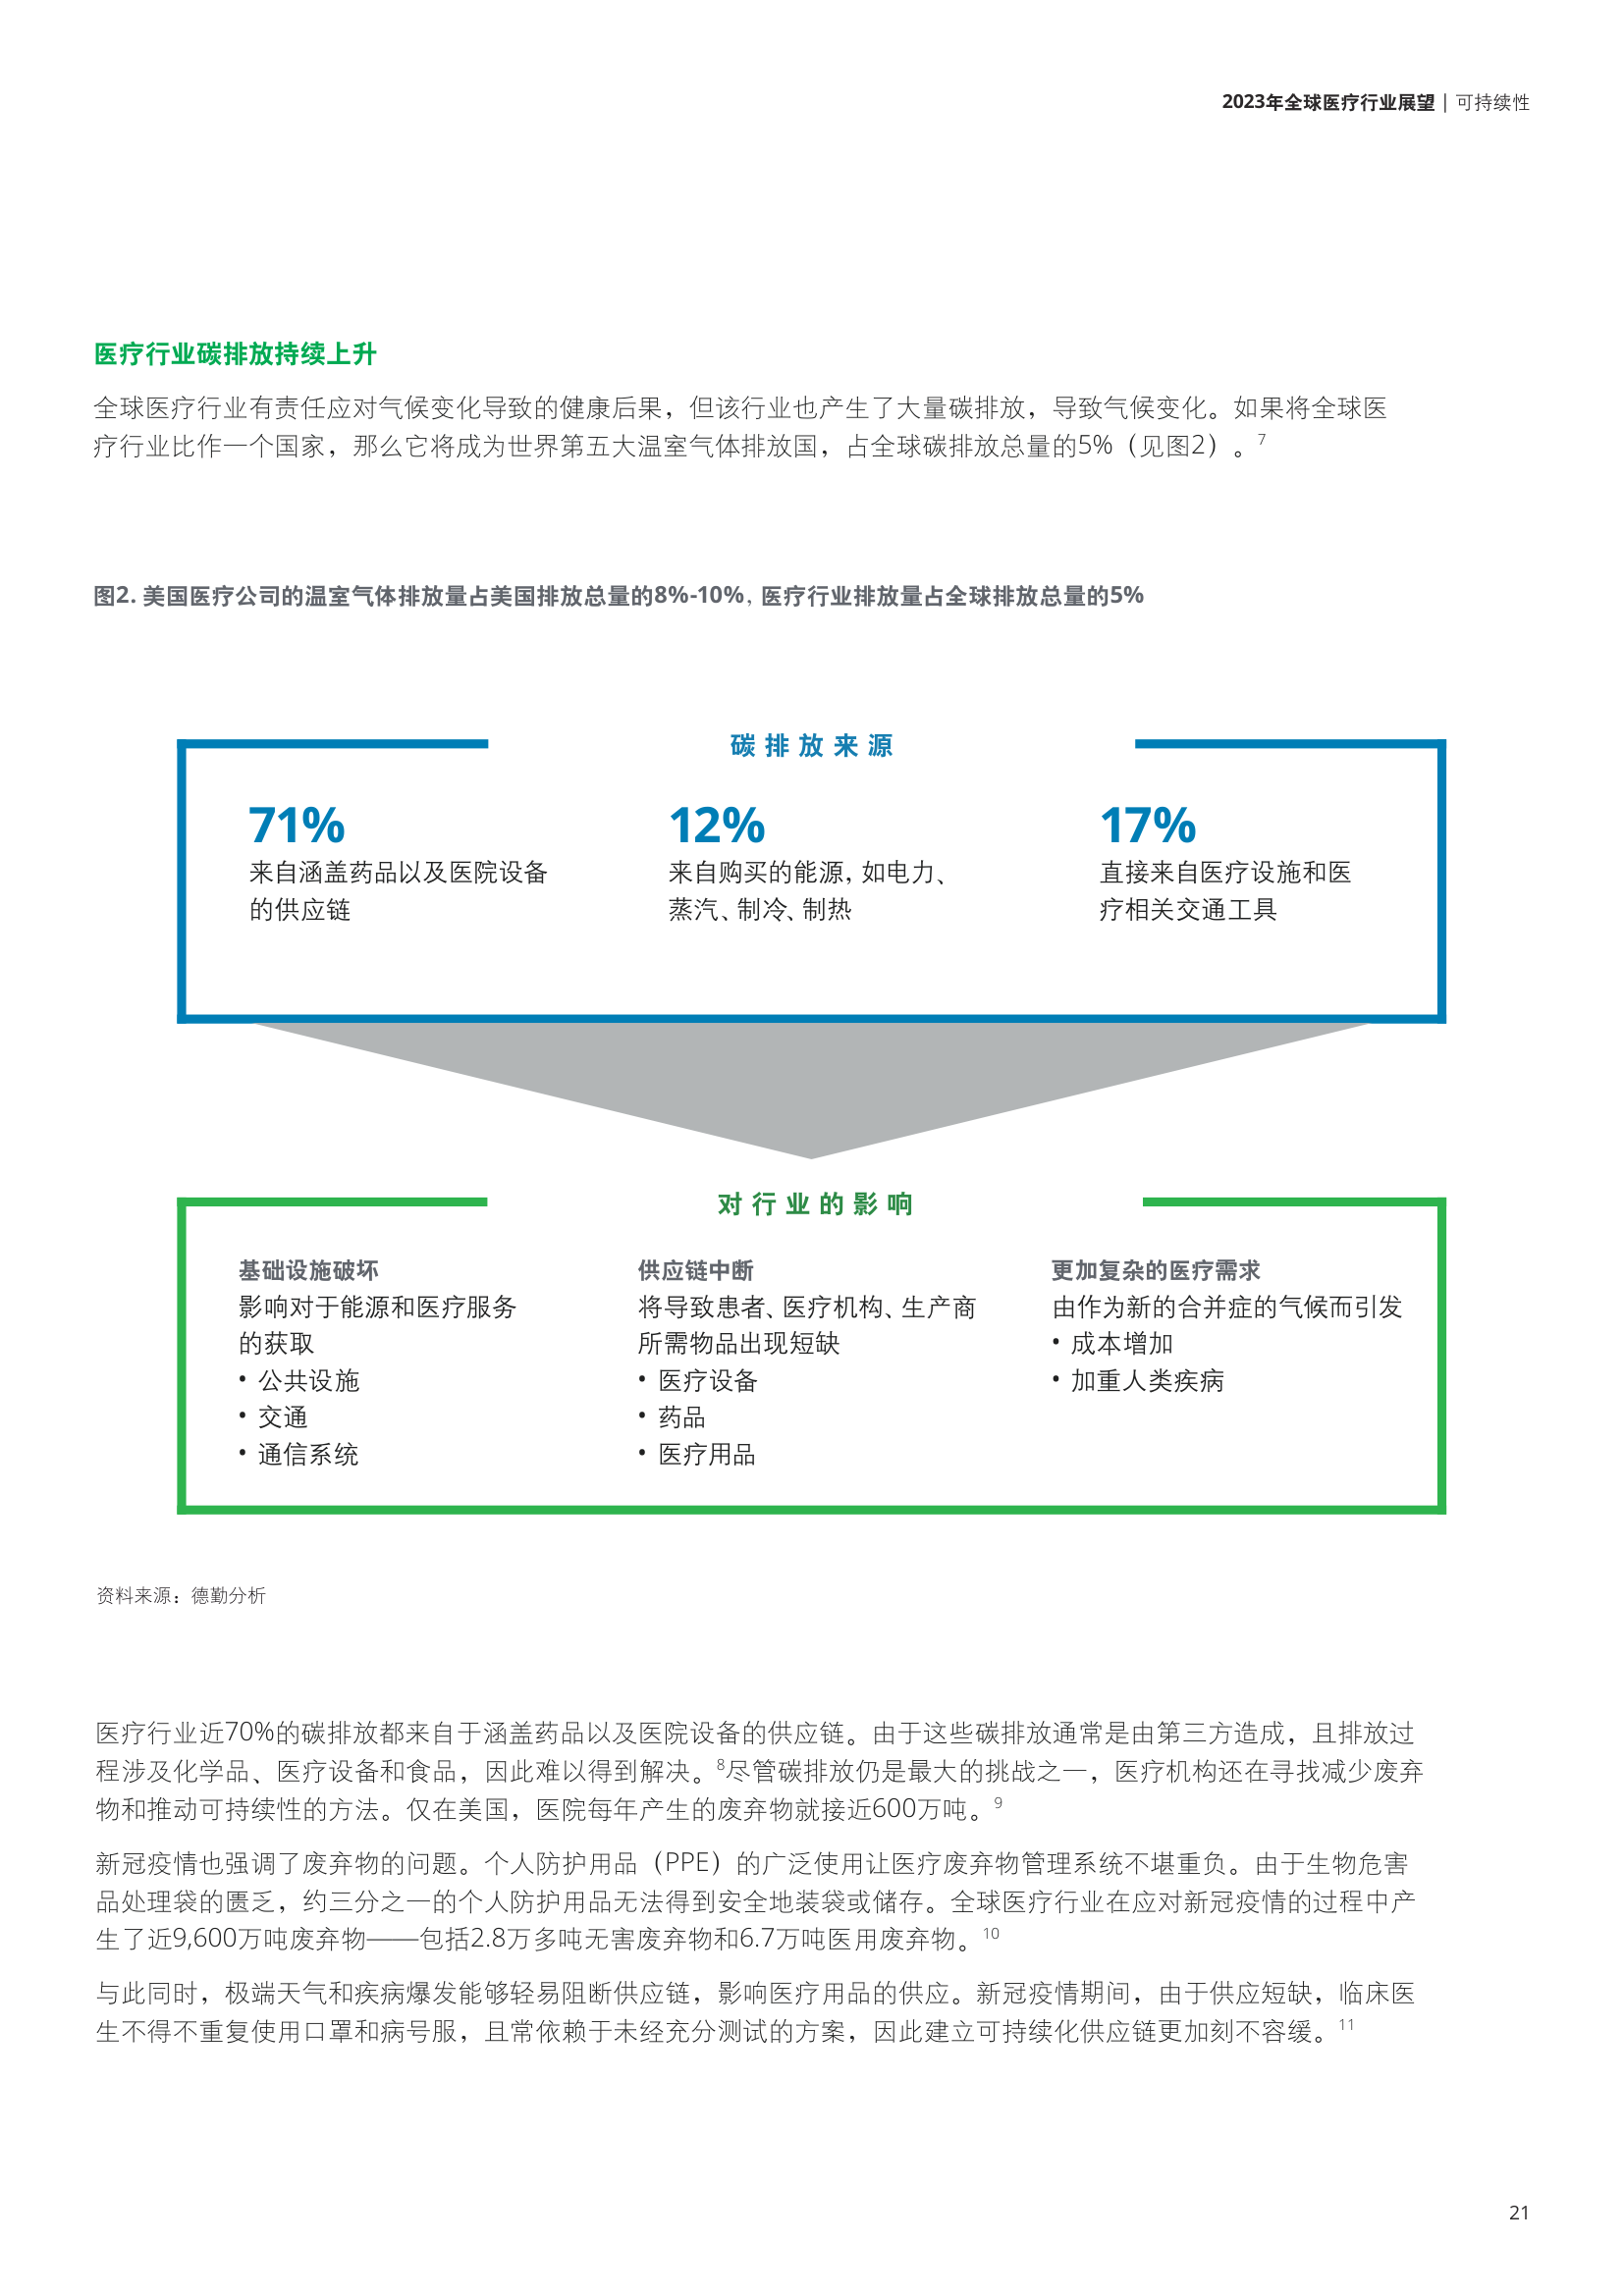 2023年全球医疗行业展望 | 可持续性
医疗行业碳排放持续上升
全球医疗行业有责任应对气候变化导致的健康后果，但该行业也产生了大量碳排放，导致气候变化。如果将全球医
疗行业比作一个国家，那么它将成为世界第五大温室气体排放国，占全球碳排放总量的5%（见图2）。7
图2. 美国医疗公司的温室气体排放量占美国排放总量的8%-10%，医疗行业排放量占全球排放总量的5%
碳排放来源
71%
来自涵盖药品以及医院设备
的供应链
12%
来自购买的能源，如电力、
蒸汽、制冷、制热
17%
直接来自医疗设施和医
疗相关交通工具
对行业的影响
基础设施破坏
影响对于能源和医疗服务
的获取
• 公共设施
• 交通
• 通信系统
供应链中断
将导致患者、医疗机构、生产商
所需物品出现短缺
• 医疗设备
• 药品
• 医疗用品
更加复杂的医疗需求
由作为新的合并症的气候而引发
• 成本增加
• 加重人类疾病
资料来源：德勤分析
医疗行业近70%的碳排放都来自于涵盖药品以及医院设备的供应链。由于这些碳排放通常是由第三方造成，且排放过
程涉及化学品、医疗设备和食品，因此难以得到解决。8尽管碳排放仍是最大的挑战之一，医疗机构还在寻找减少废弃
物和推动可持续性的方法。仅在美国，医院每年产生的废弃物就接近600万吨。9
新冠疫情也强调了废弃物的问题。个人防护用品（PPE）的广泛使用让医疗废弃物管理系统不堪重负。由于生物危害
品处理袋的匮乏，约三分之一的个人防护用品无法得到安全地装袋或储存。全球医疗行业在应对新冠疫情的过程中产
生了近9,600万吨废弃物——包括2.8万多吨无害废弃物和6.7万吨医用废弃物。10
与此同时，极端天气和疾病爆发能够轻易阻断供应链，影响医疗用品的供应。新冠疫情期间，由于供应短缺，临床医
生不得不重复使用口罩和病号服，且常依赖于未经充分测试的方案，因此建立可持续化供应链更加刻不容缓。11
21